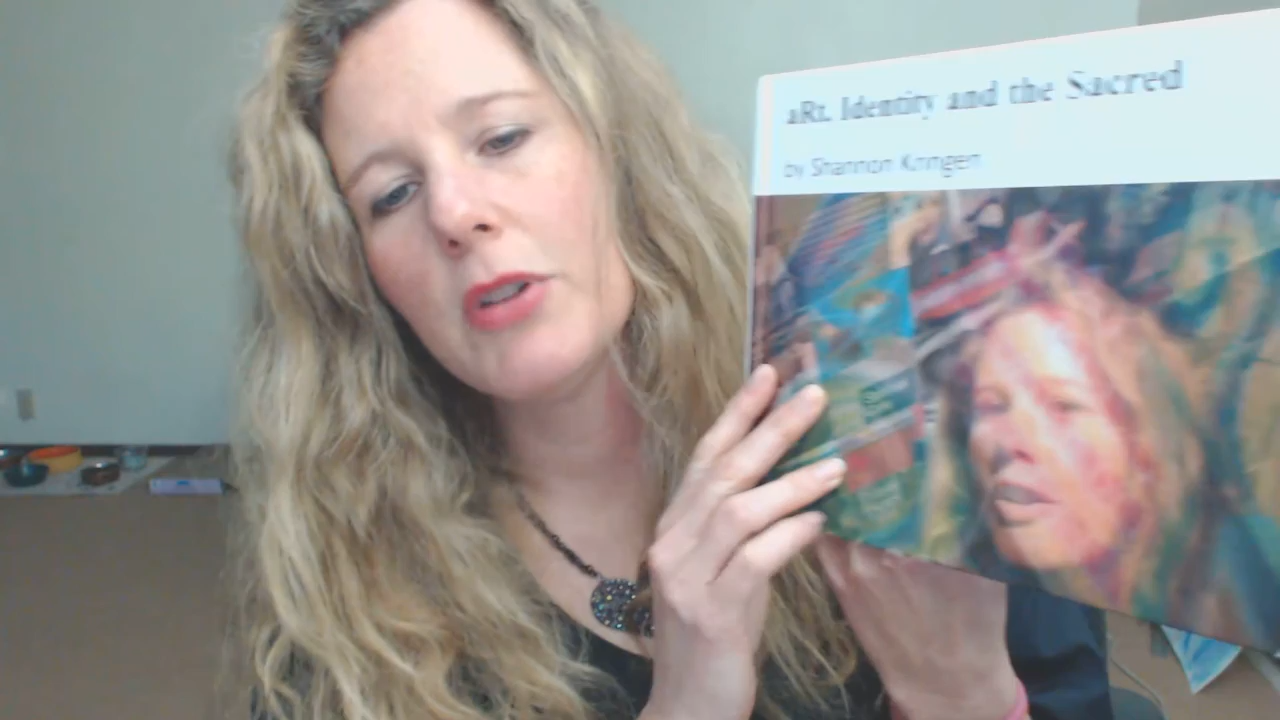 aRt, Identity and the Sacred
by Shannon Kringen